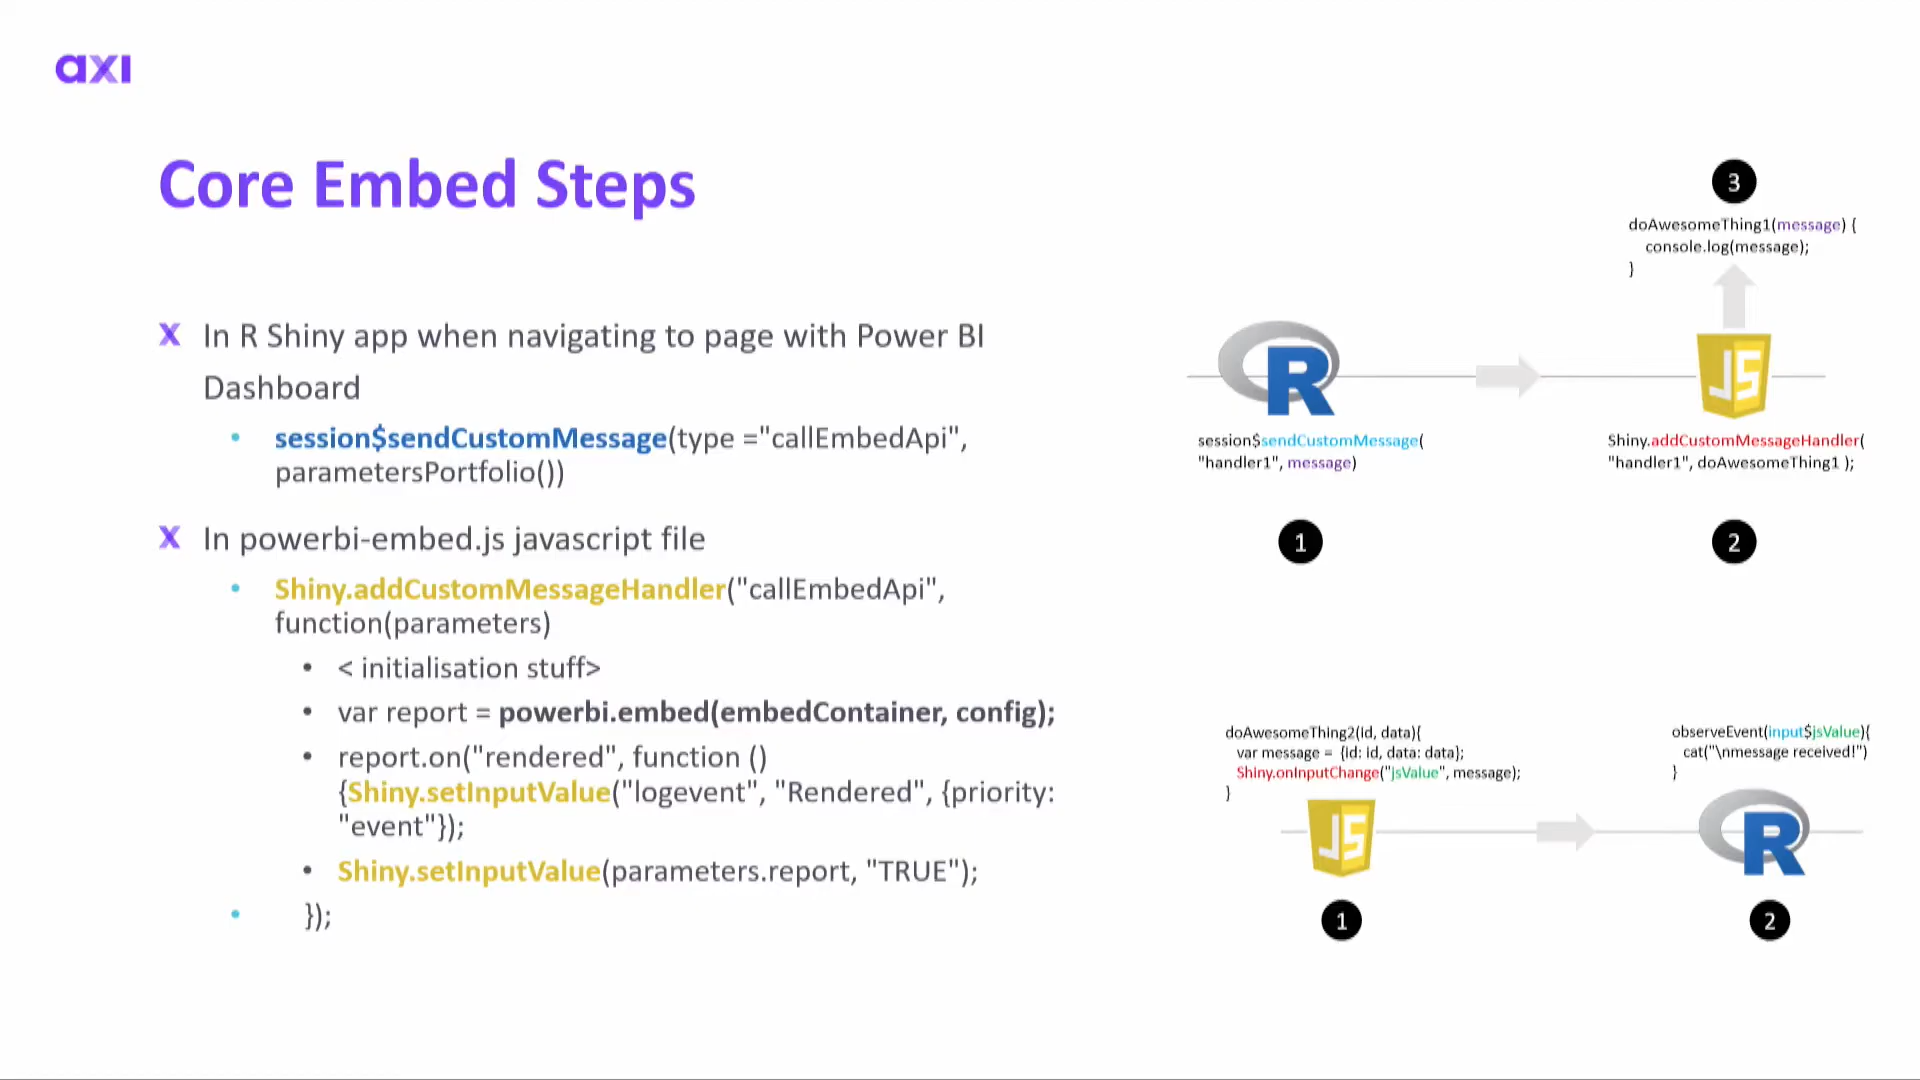 axi
Core Embed Steps
In R Shiny app when navigating to page with Power BI
Dashboard
• session$sendCustomMessage(type ="callEmbedApi",
parametersPortfolio())
In powerbi-embed.js javascript file
• Shiny.addCustomMessageHandler("callEmbedApi",
function(parameters)
• < initialisation stuff>
• var report = powerbi.embed(embedContainer, config);
• report.on("rendered", function ()
{Shiny.setInputValue("logevent", "Rendered", {priority:
"event"});
• Shiny.setInputValue(parameters.report, "TRUE");
• });
3
doAwesomeThing1(message) {
console.log(message);
}
R
JS
session$sendCustomMessage(
"handler1", message)
Shiny.addCustomMessageHandler(
"handler1", doAwesomeThing1 );
1
2
doAwesomeThing2(id, data){
var message = {id: id, data: data};
Shiny.onInputChange("jsValue", message);
}
observeEvent(input$jsValue){
cat("\nmessage received!")
}
JS
R
1
2